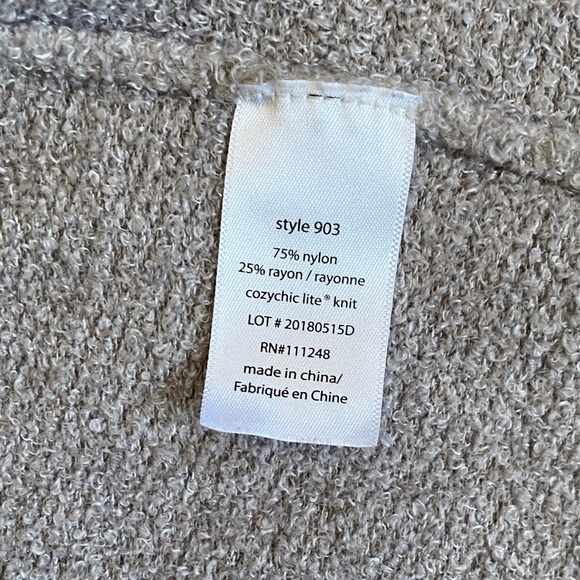 style 903
75% nylon
25% rayon / rayonne
cozychic lite® knit
LOT # 20180515D
RN#111248
made in china/
Fabriqué en Chine